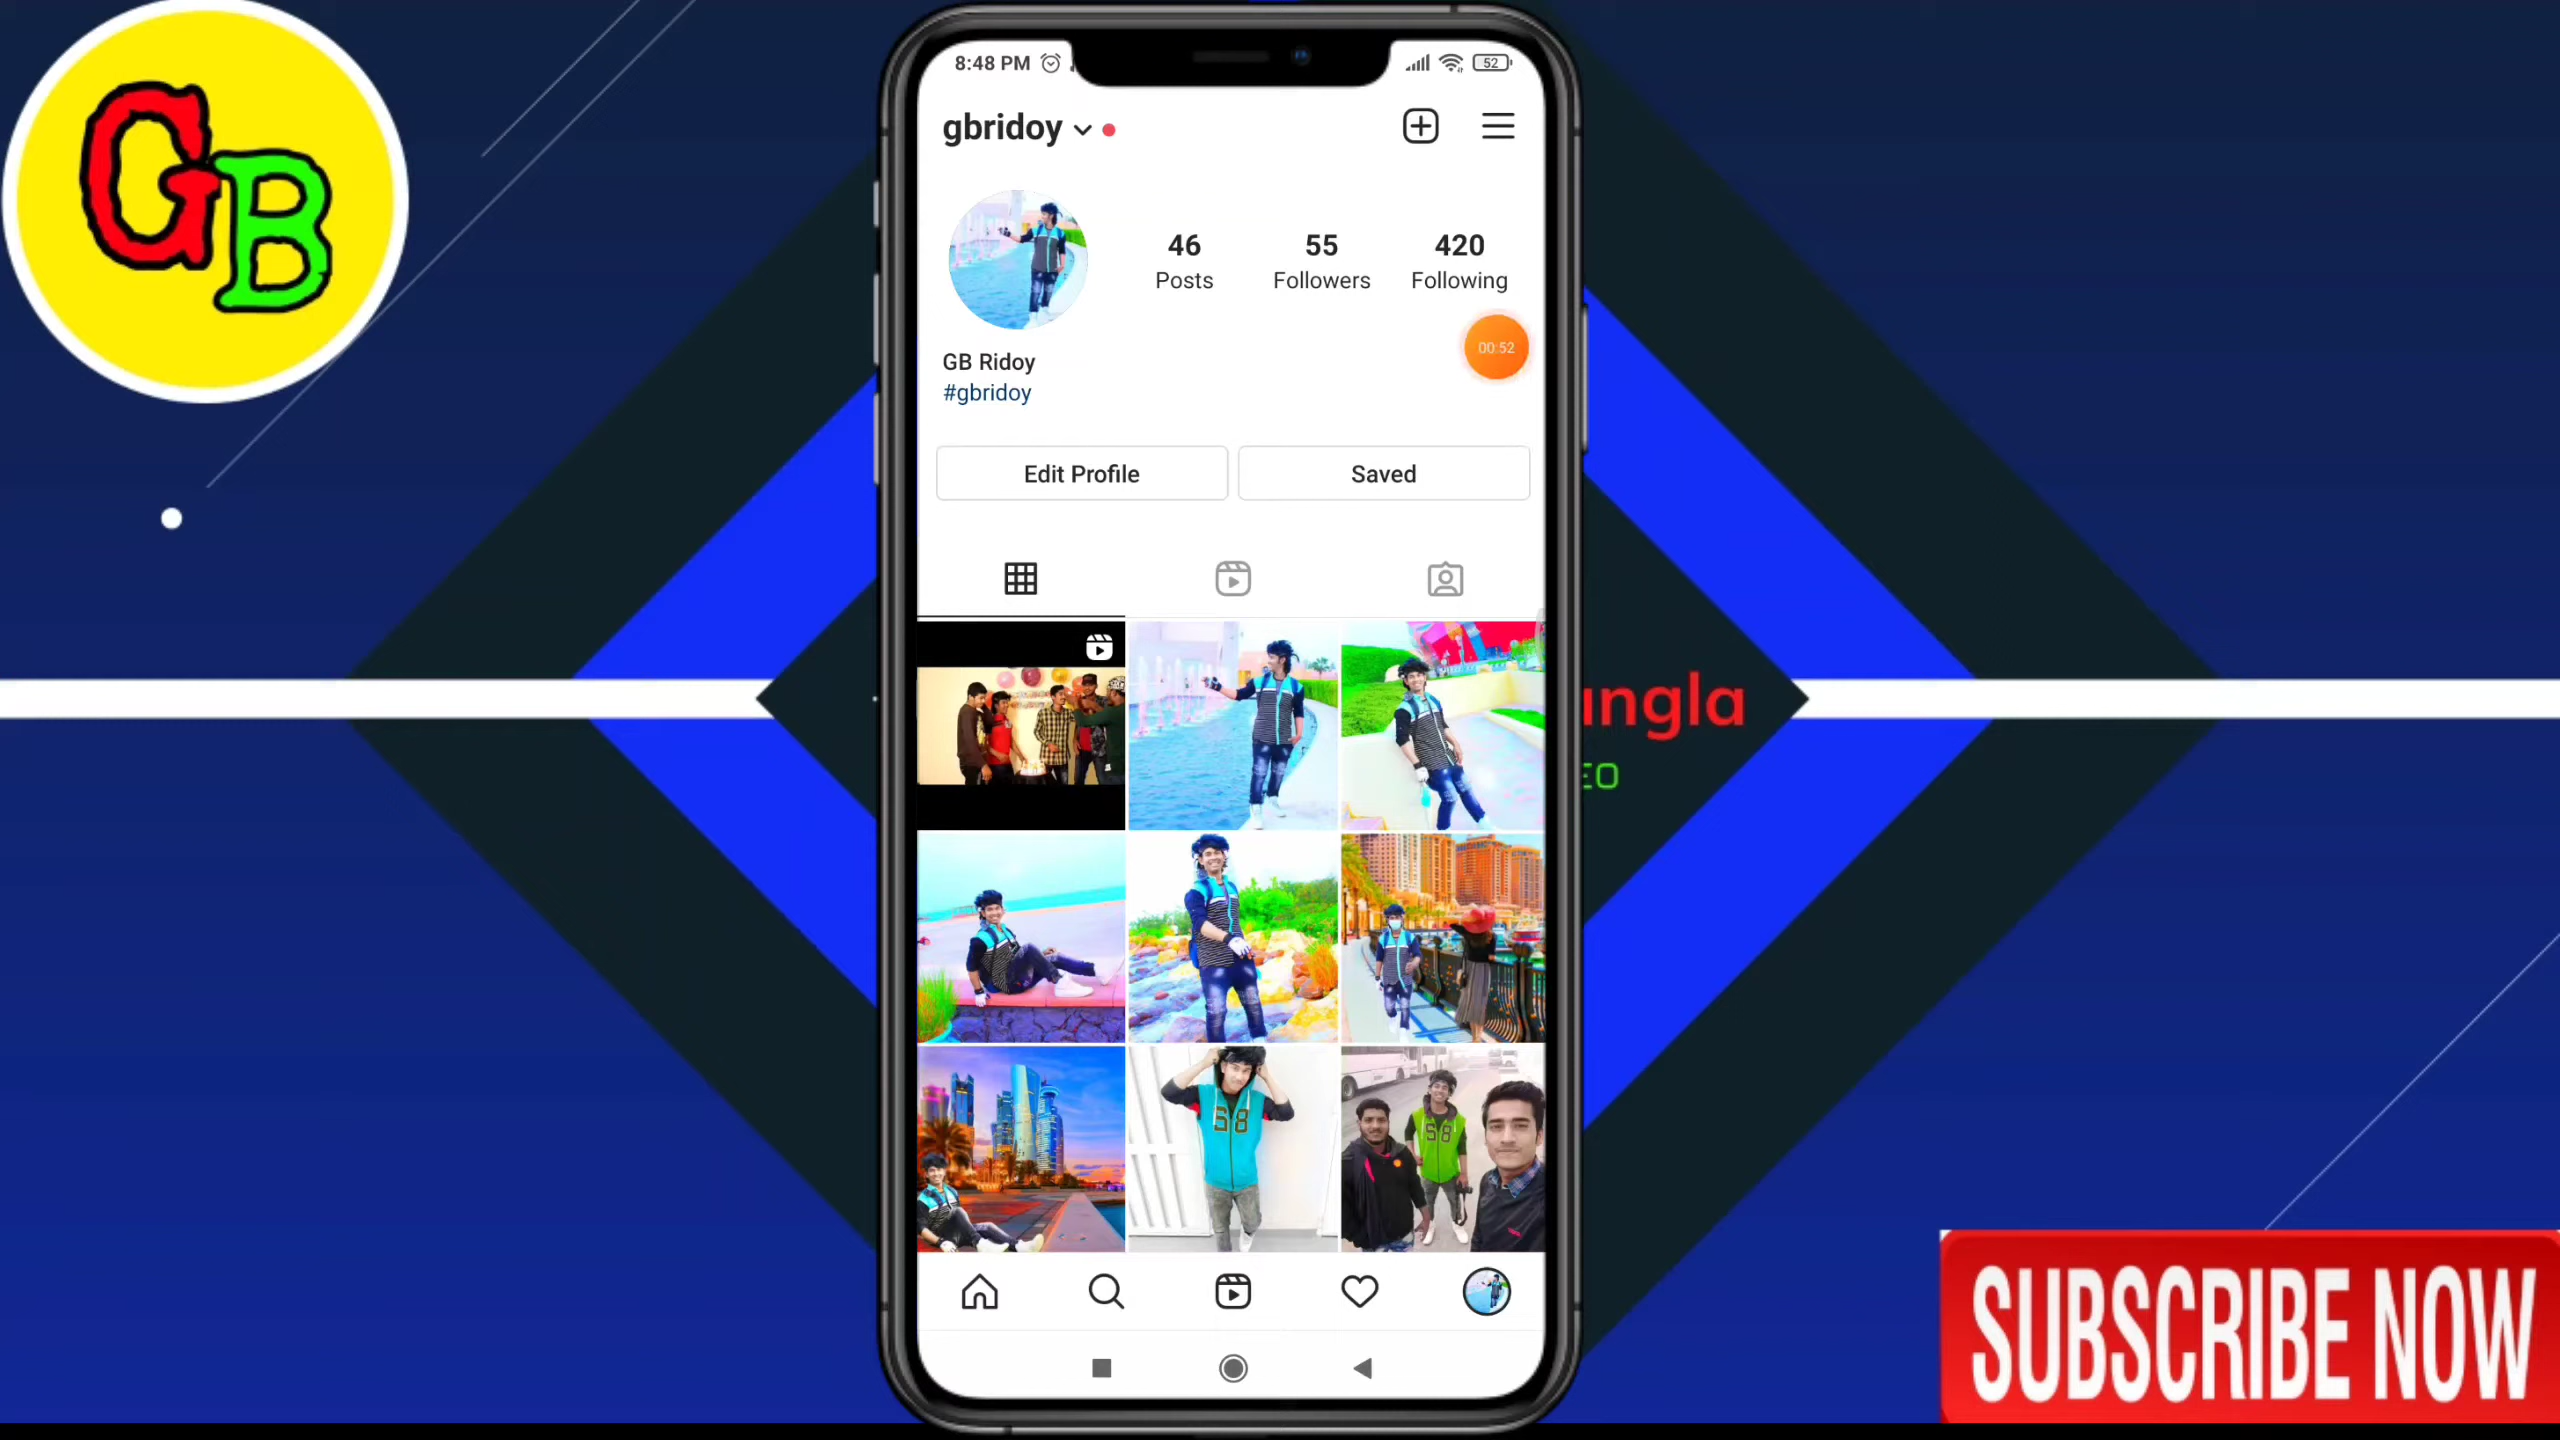 GB
8:48 PM
52
gbridoy
46
Posts
55
Followers
420
Following
00:52
GB Ridoy
#gbridoy
Edit Profile
Saved
angla
EO
58
58
SUBSCRIBE NOW